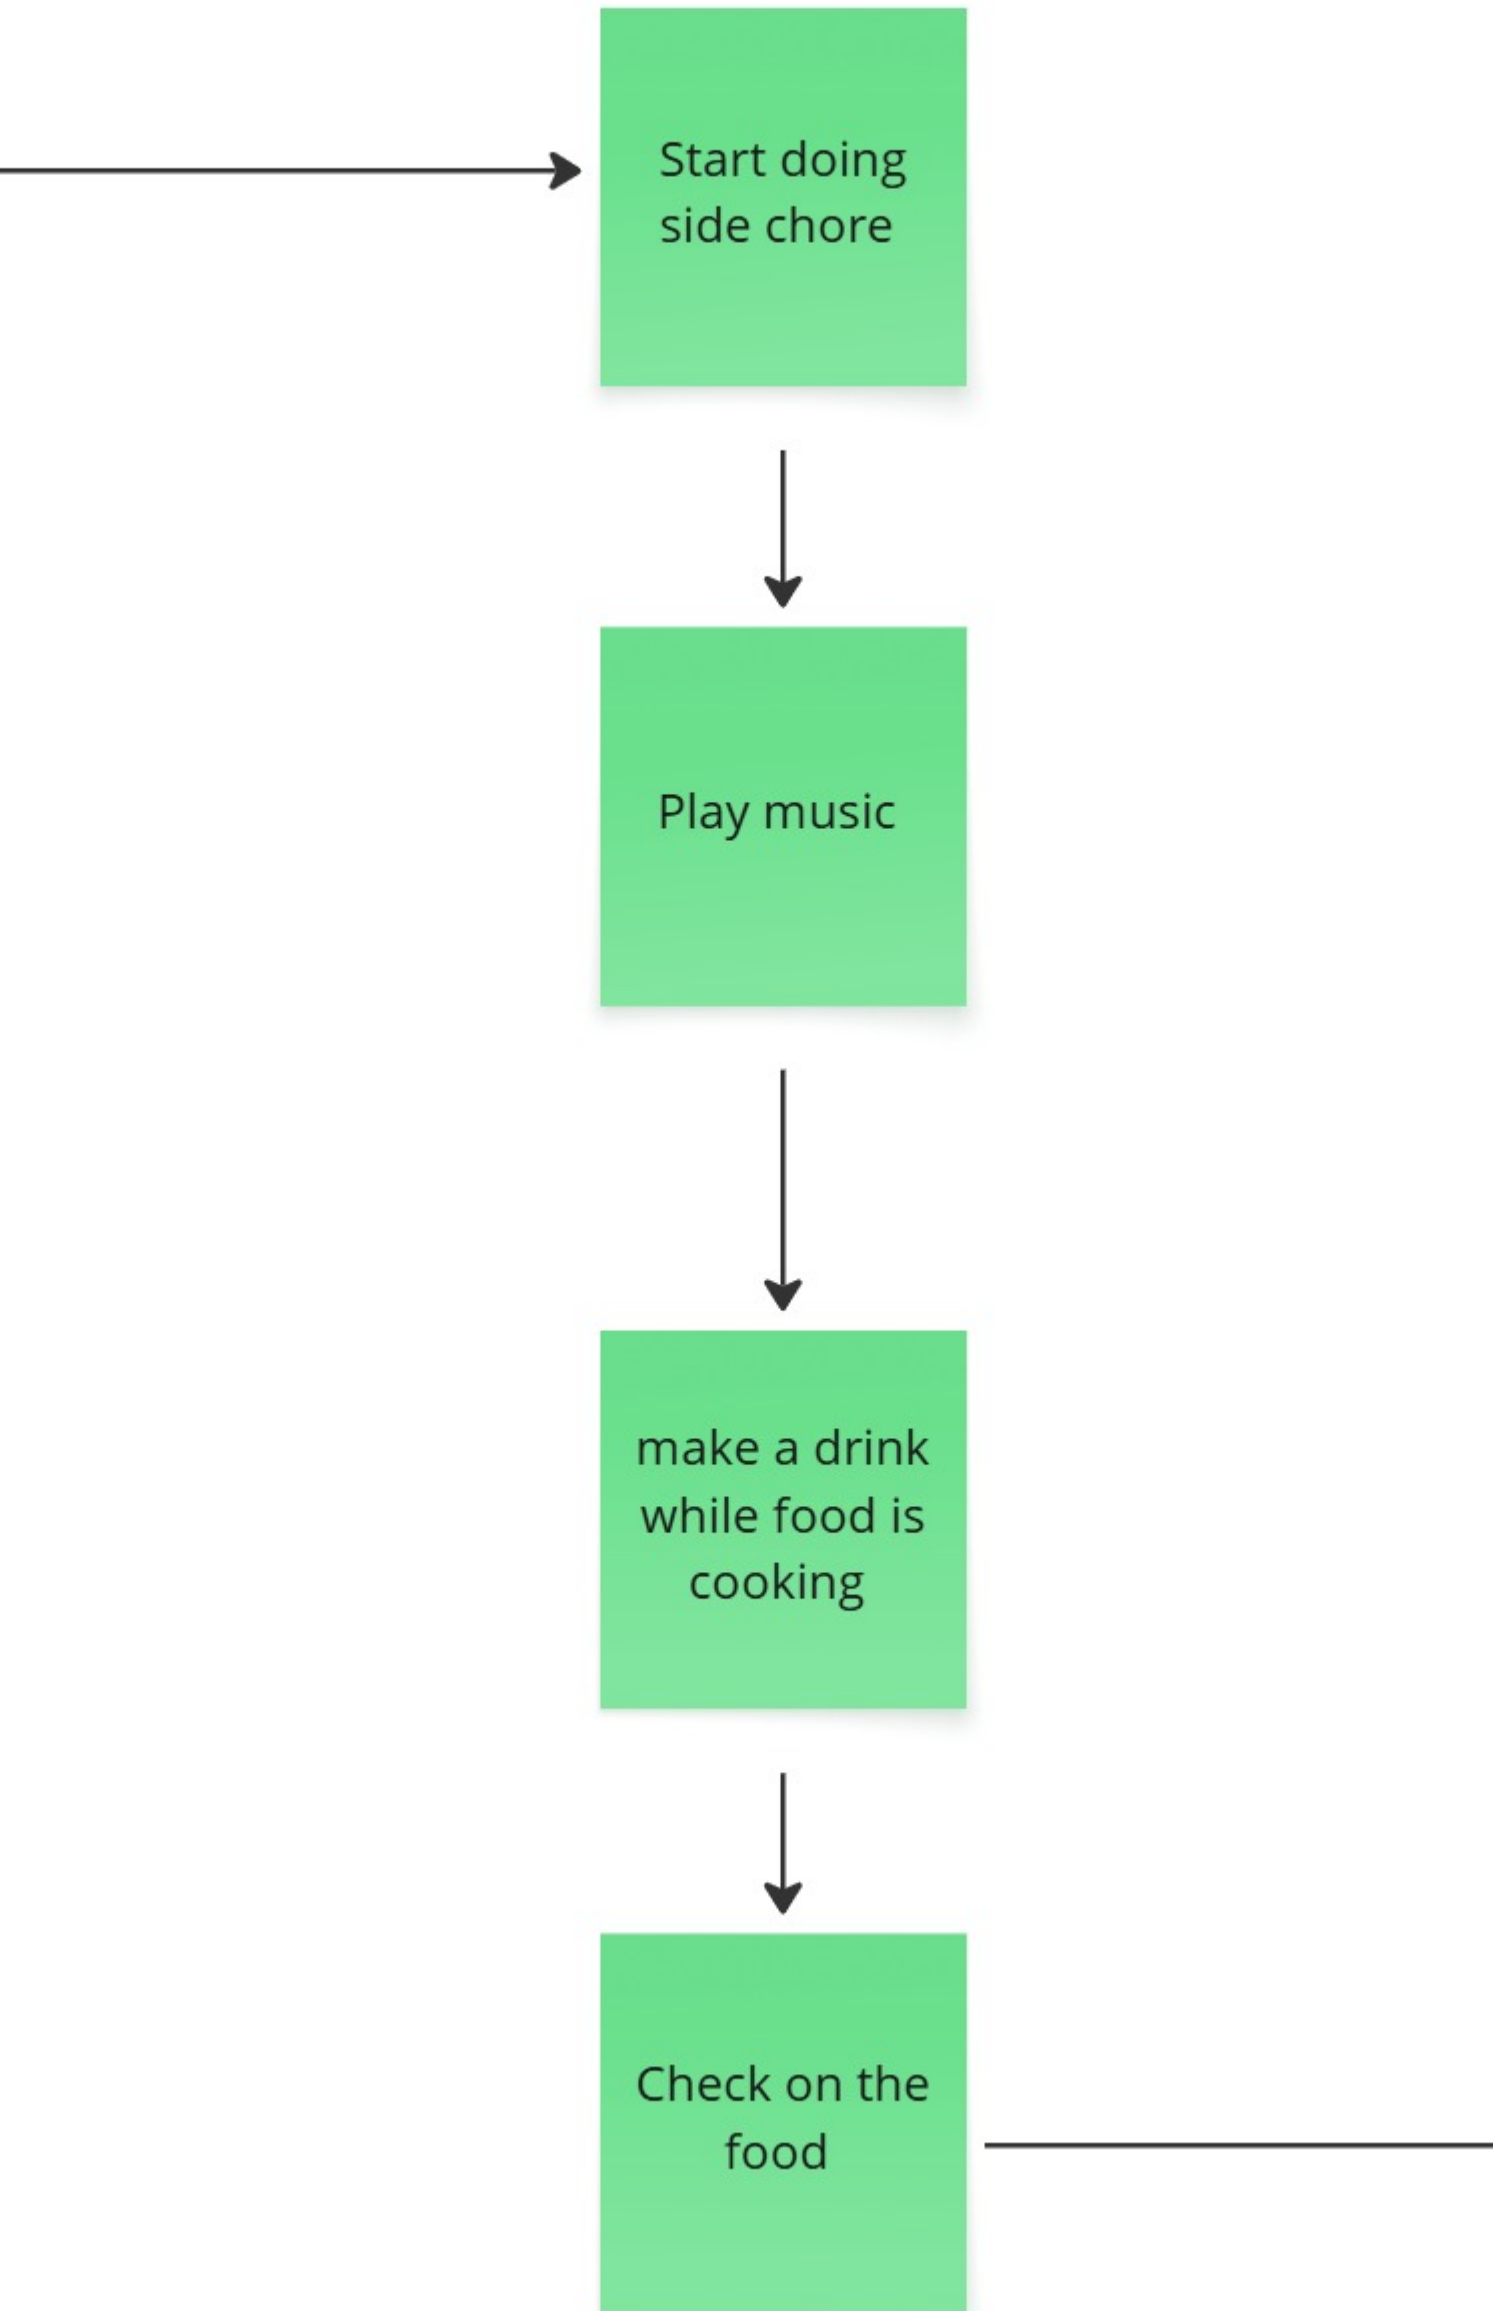 Start doing
side chore
Play music
make a drink
while food is
cooking
Check on the
food